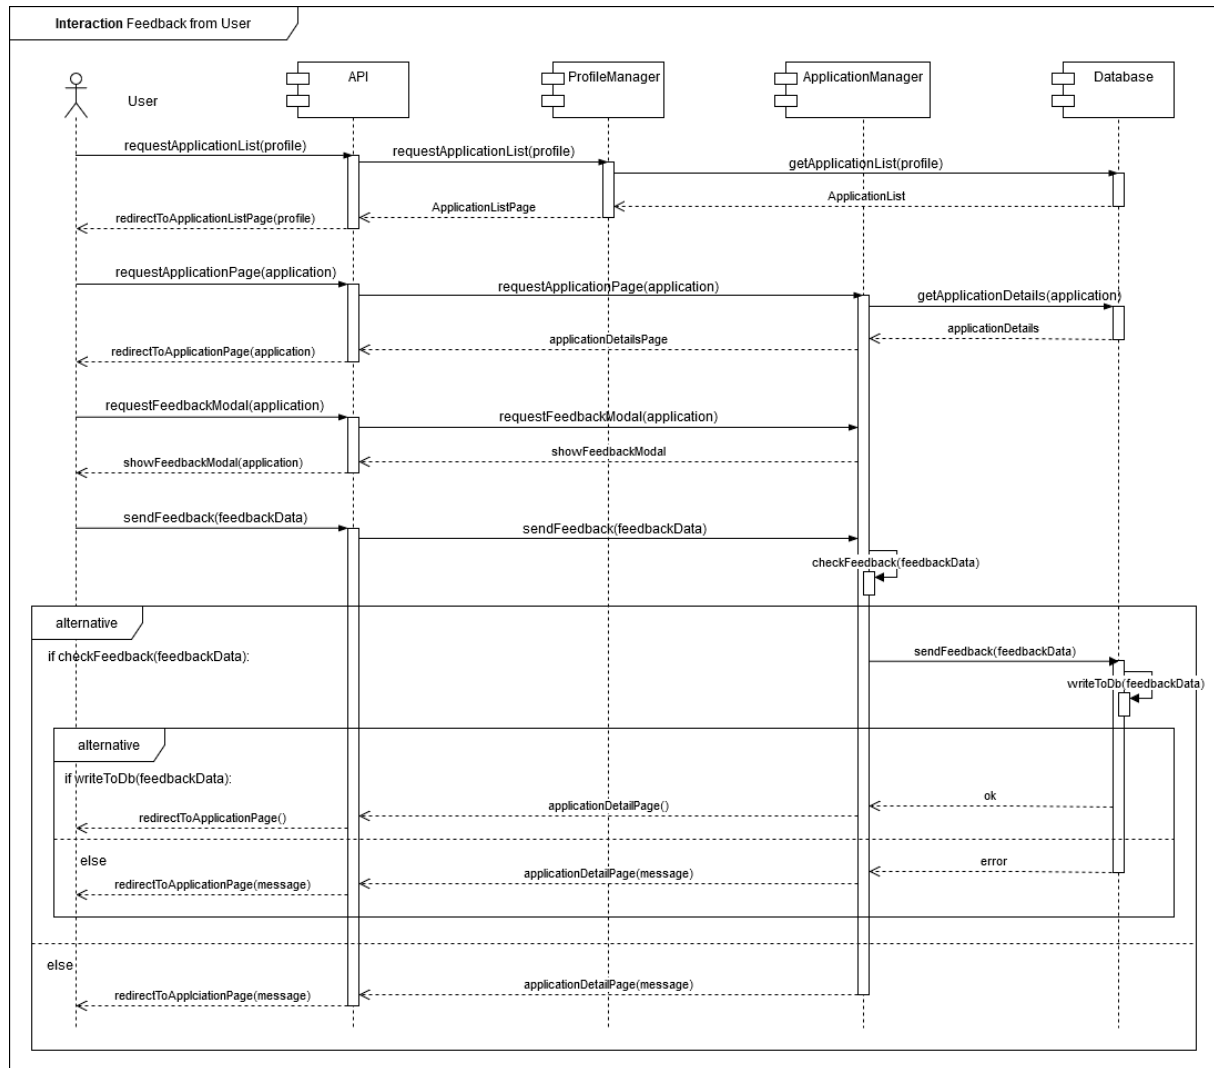 Interaction Feedback from User
User
API
ProfileManager
ApplicationManager
Database
requestApplicationList(profile)
requestApplicationList(profile)
getApplicationList(profile)
ApplicationList
ApplicationListPage
redirectToApplicationListPage(profile)
requestApplicationPage(application)
requestApplicationPage(application)
getApplicationDetails(application)
applicationDetails
applicationDetailsPage
redirectToApplicationPage(application)
requestFeedbackModal(application)
requestFeedbackModal(application)
showFeedbackModal
showFeedbackModal(application)
sendFeedback(feedbackData)
sendFeedback(feedbackData)
checkFeedback(feedbackData)
alternative
if checkFeedback(feedbackData):
sendFeedback(feedbackData)
writeToDb(feedbackData)
alternative
if writeToDb(feedbackData):
ok
applicationDetailPage()
redirectToApplicationPage()
else
error
applicationDetailPage(message)
redirectToApplicationPage(message)
else
applicationDetailPage(message)
redirectToApplciationPage(message)